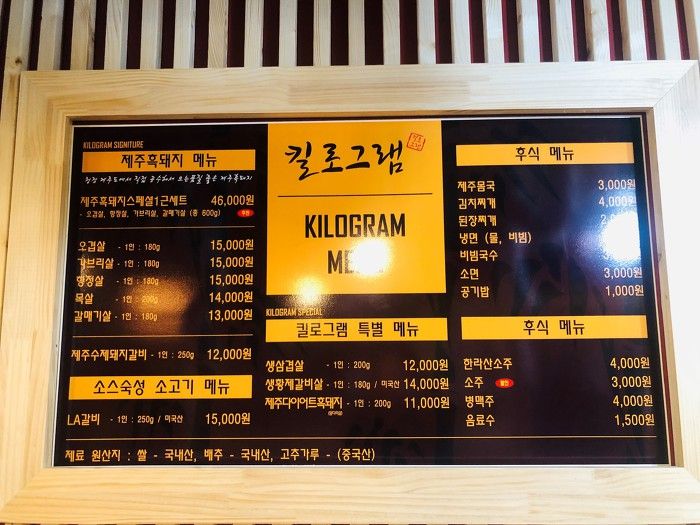 KILOGRAM SIGNITURE
제주흑돼지 메뉴
제주흑돼지스페셜1근세트 46,000원
- 오겹살, 항정살, 가브리살, 갈매기살 (총 600g)
오겹살 - 1인 : 180g 15,000원
가브리살 - 1인 : 180g 15,000원
항정살 - 1인 : 180g 15,000원
목살 - 1인 : 200g 14,000원
갈매기살 - 1인 : 180g 13,000원
제주수제돼지갈비 - 1인 : 250g 12,000원
소스숙성 소고기 메뉴
LA갈비 - 1인 : 250g / 미국산 15,000원
킬로그램
KILOGRAM
KILOGRAM SPECIAL
킬로그램 특별 메뉴
생삼겹살 - 1인 : 200g 12,000원
생황제갈비살 - 1인 : 180g / 미국산 14,000원
제주다이어트흑돼지 - 1인 : 200g 11,000원
후식 메뉴
제주몸국 3,000원
김치찌개 4,000원
된장찌개
냉면 (물, 비빔)
비빔국수
소면 3,000원
공기밥 1,000원
후식 메뉴
한라산소주 4,000원
소주 3,000원
병맥주 4,000원
음료수 1,500원
제료 원산지 : 쌀 - 국내산, 배추 - 국내산, 고추가루 - (중국산)